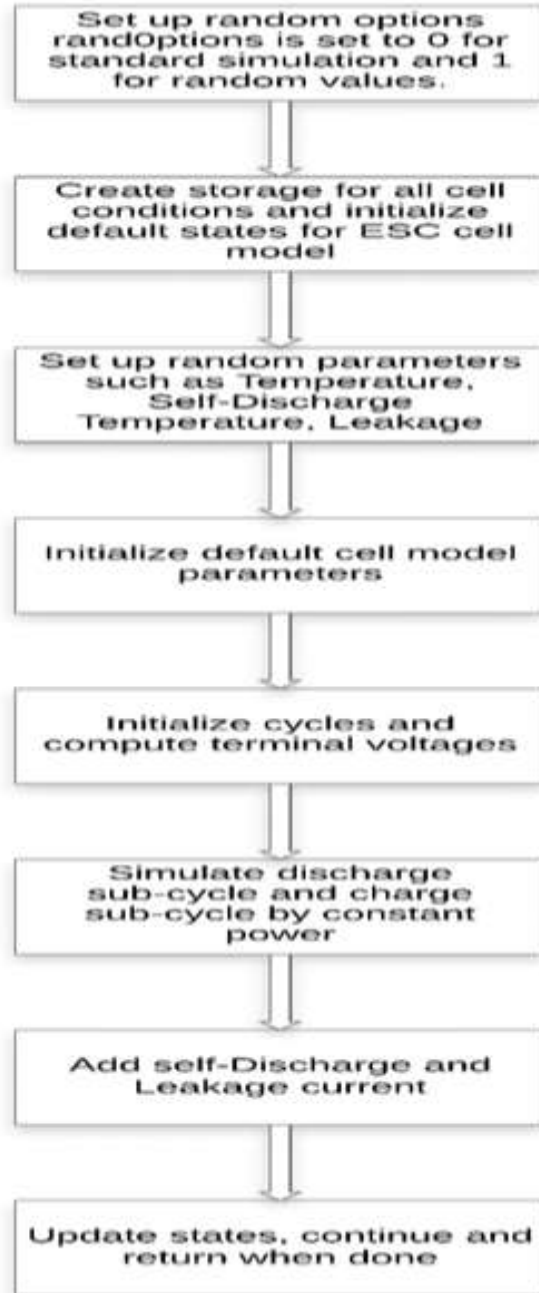 Set up random options
randOptions is set to 0 for
standard simulation and 1
for random values.
Create storage for all cell
conditions and initialize
default states for ESC cell
model
Set up random parameters
such as Temperature,
Self-Discharge
Temperature, Leakage
Initialize default cell model
parameters
Initialize cycles and
compute terminal voltages
Simulate discharge
sub-cycle and charge
sub-cycle by constant
power
Add self-Discharge and
Leakage current
Update states, continue and
return when done